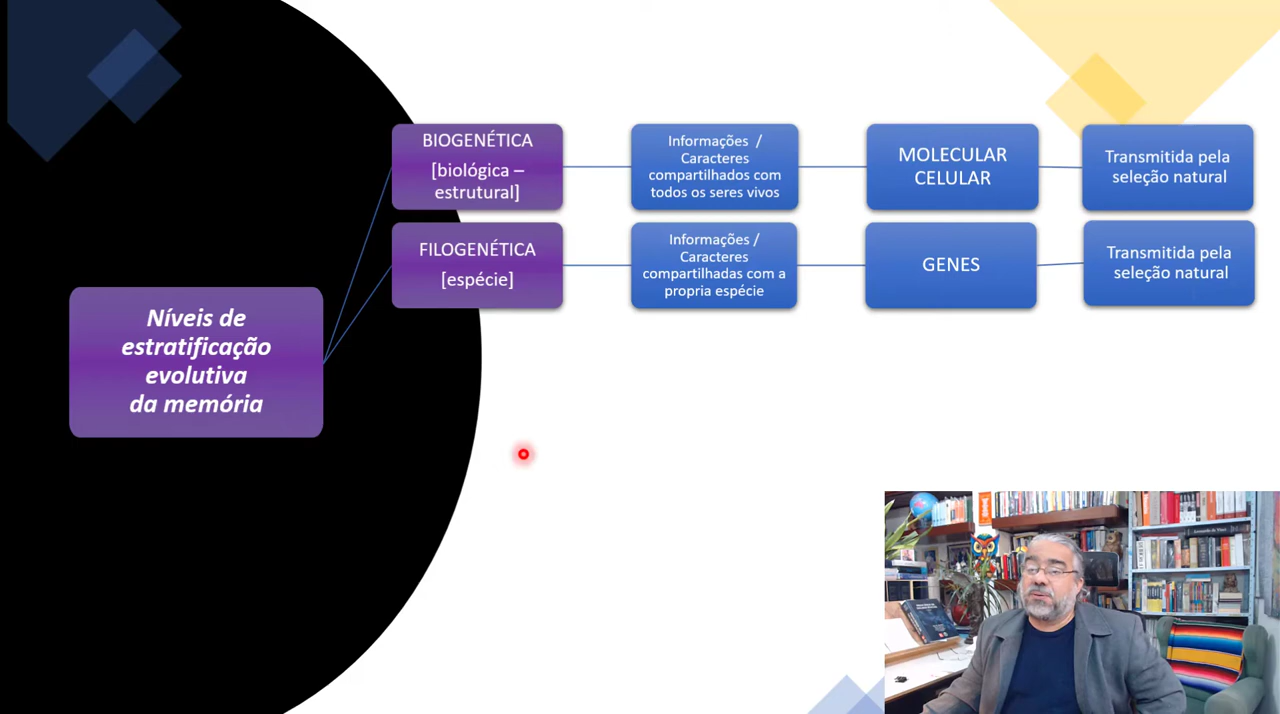 BIOGENÉTICA
[biológica –
estrutural]
Informações /
Caracteres
compartilhados com
todos os seres vivos
MOLECULAR
CELULAR
Transmitida pela
seleção natural
FILOGENÉTICA
[espécie]
Informações /
Caracteres
compartilhadas com a
propria espécie
GENES
Transmitida pela
seleção natural
Níveis de
estratificação
evolutiva
da memória